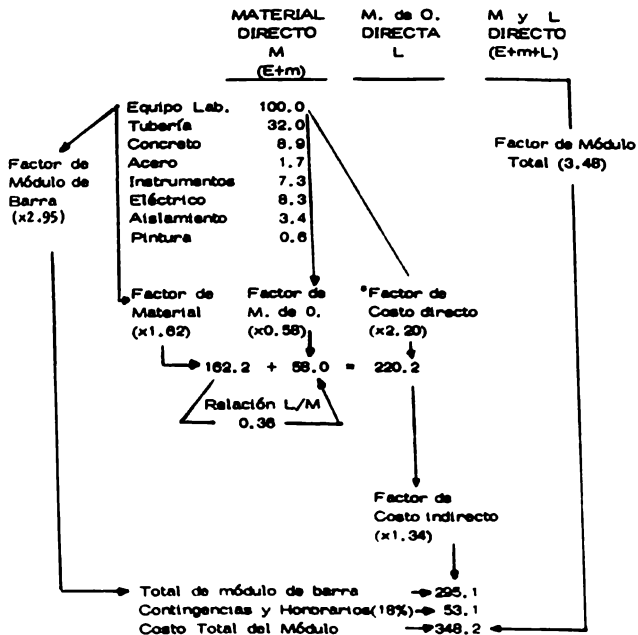 MATERIAL DIRECTO M (E+m)
M. de O. DIRECTA L
M y L DIRECTO (E+m+L)
Equipo Lab. 100.0
Tubería 32.0
Concreto 8.9
Acero 1.7
Instrumentos 7.3
Eléctrico 8.3
Aislamiento 3.4
Pintura 0.6
Factor de Módulo de Barra (x2.95)
Factor de Módulo Total (3.48)
Factor de Material (x1.62)
Factor de M. de O. (x0.58)
*Factor de Costo directo (x2.20)
162.2 + 58.0 = 220.2
Relación L/M
0.36
Factor de Costo indirecto (x1.34)
Total de módulo de barra 295.1
Contingencias y Honorarios(18%) 53.1
Costo Total del Módulo 348.2